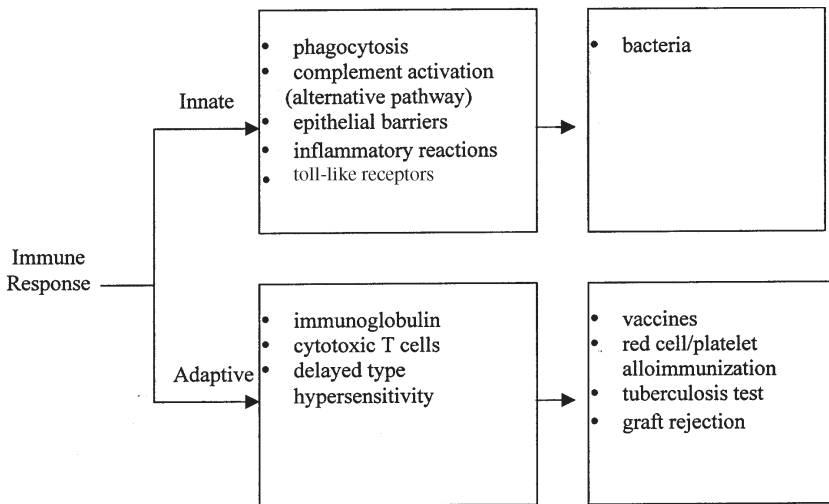 Immune
Response
Innate
• phagocytosis
• complement activation
(alternative pathway)
• epithelial barriers
• inflammatory reactions
• toll-like receptors
• bacteria
Adaptive
• immunoglobulin
• cytotoxic T cells
• delayed type
hypersensitivity
• vaccines
• red cell/platelet
alloimmunization
• tuberculosis test
• graft rejection